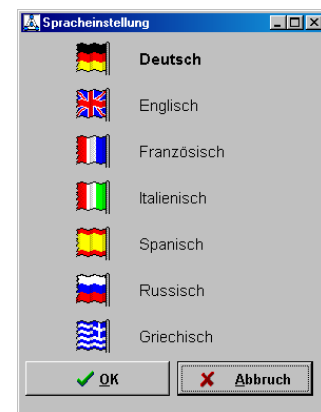 Spracheinstellung
Deutsch
Englisch
Französisch
Italienisch
Spanisch
Russisch
Griechisch
OK
Abbruch